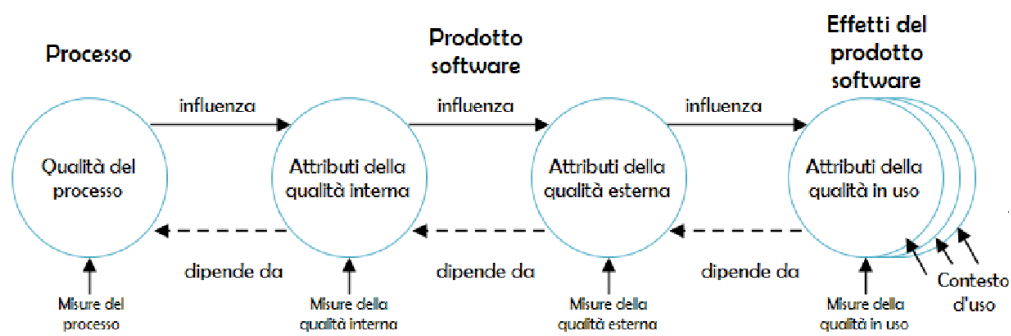 Processo
Prodotto
software
Effetti del
prodotto
software
influenza
influenza
influenza
Qualità del
processo
Attributi della
qualità interna
Attributi della
qualità esterna
Attributi della
qualità in uso
dipende da
dipende da
dipende da
Misure del
processo
Misure della
qualità interna
Misure della
qualità esterna
Misure della
qualità in uso
Contesto
d'uso